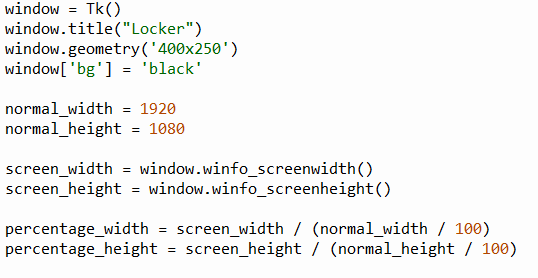 window = Tk()
window.title("Locker")
window.geometry('400x250')
window['bg'] = 'black'
normal_width = 1920
normal_height = 1080
screen_width = window.winfo_screenwidth()
screen_height = window.winfo_screenheight()
percentage_width = screen_width / (normal_width / 100)
percentage_height = screen_height / (normal_height / 100)